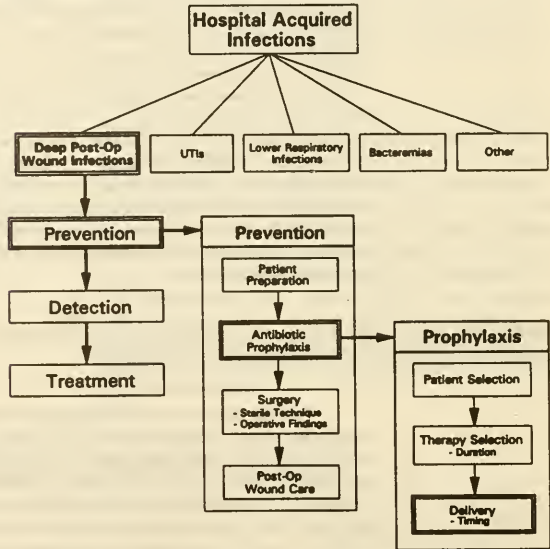 Hospital Acquired
Infections
Deep Post-Op
Wound Infections
UTIs
Lower Respiratory
Infections
Bacteremias
Other
Prevention
Detection
Treatment
Prevention
Patient
Preparation
Antibiotic
Prophylaxis
Surgery
- Sterile Technique
- Operative Findings
Post-Op
Wound Care
Prophylaxis
Patient Selection
Therapy Selection
- Duration
Delivery
- Timing